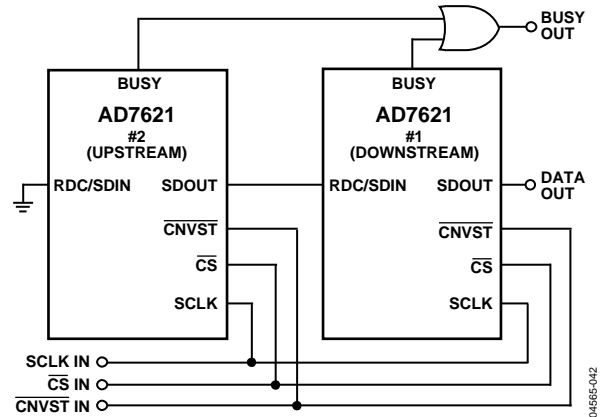 BUSY
OUT
BUSY
AD7621
#2
(UPSTREAM)
RDC/SDIN
SDOUT
CNVST
CS
SCLK
BUSY
AD7621
#1
(DOWNSTREAM)
RDC/SDIN
SDOUT
CNVST
CS
SCLK
DATA
OUT
SCLK IN
CS IN
CNVST IN
04565-042